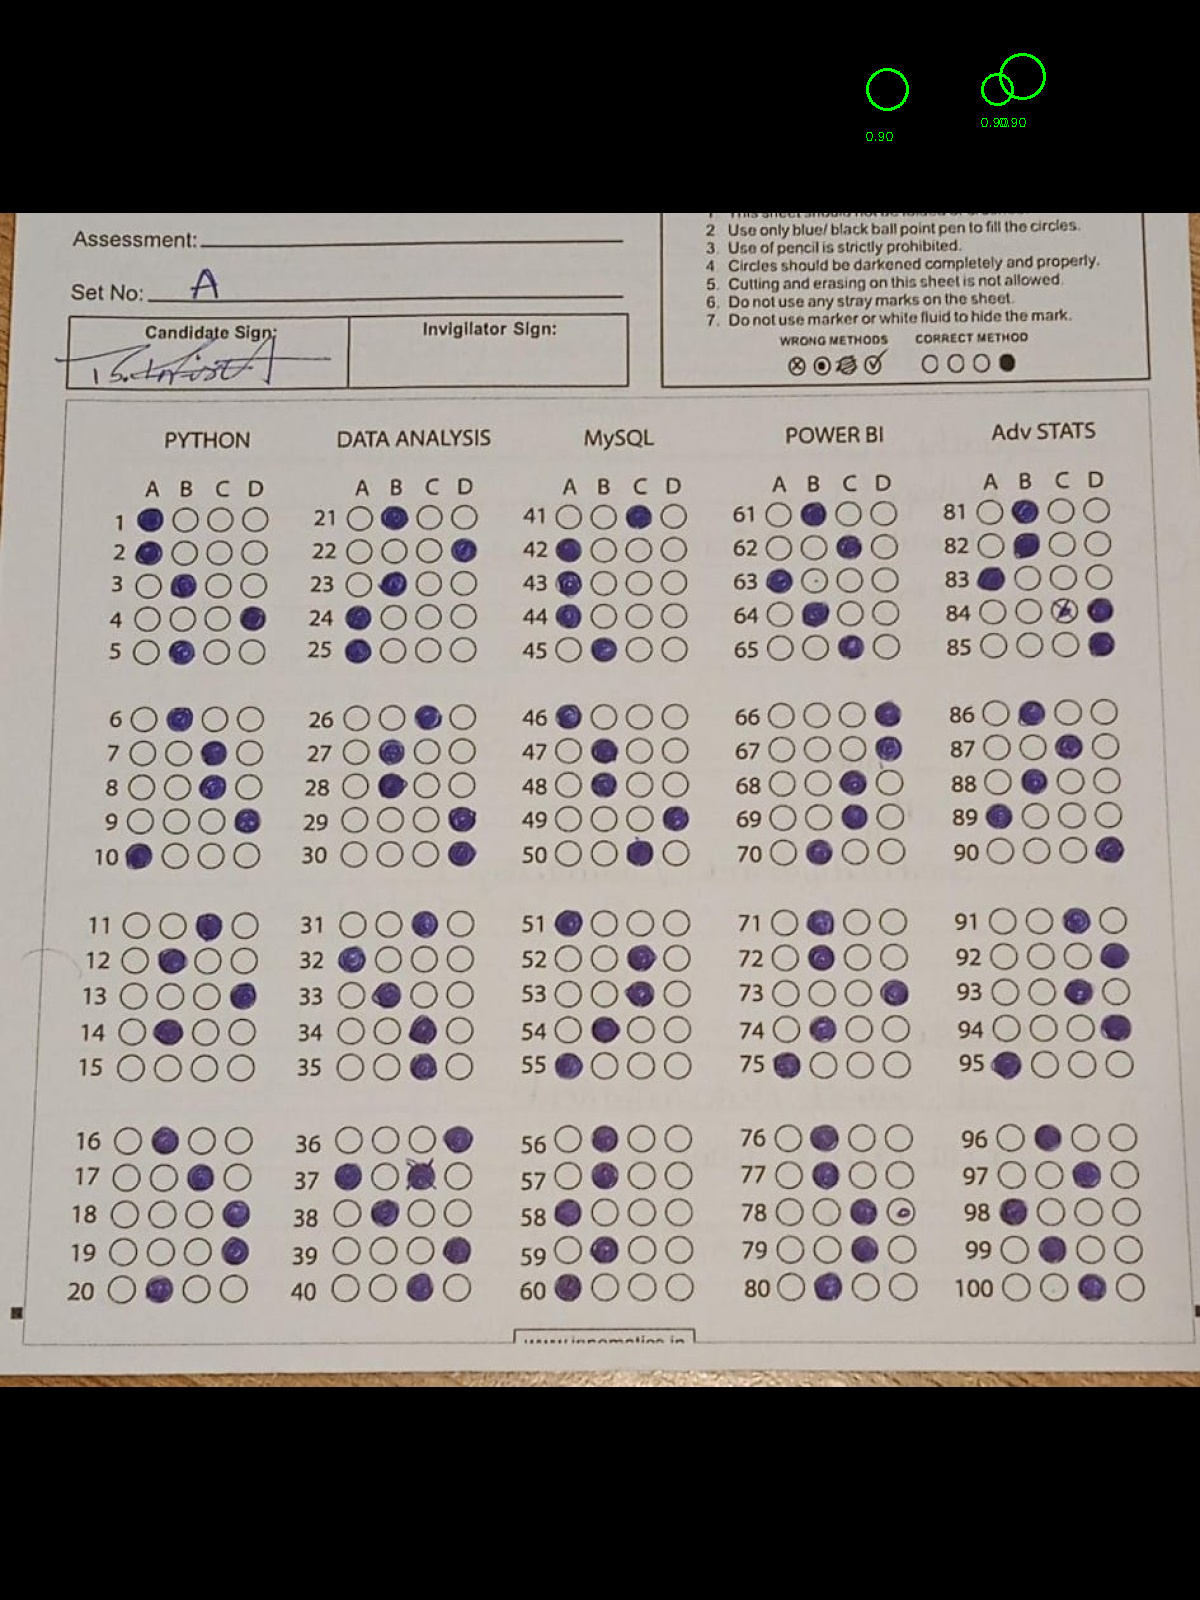 0.90
0.90
0.90
Assessment:
Set No: A
Candidate Sign:
Invigilator Sign:
2 Use only blue/ black ball point pen to fill the circles.
3. Use of pencil is strictly prohibited.
4 Circles should be darkened completely and properly.
5. Cutting and erasing on this sheet is not allowed.
6. Do not use any stray marks on the sheet.
7. Do not use marker or white fluid to hide the mark.
WRONG METHODS CORRECT METHOD
PYTHON DATA ANALYSIS MySQL POWER BI Adv STATS
A B C D A B C D A B C D A B C D A B C D
1 21 41 61 81
2 22 42 62 82
3 23 43 63 83
4 24 44 64 84
5 25 45 65 85
6 26 46 66 86
7 27 47 67 87
8 28 48 68 88
9 29 49 69 89
10 30 50 70 90
11 31 51 71 91
12 32 52 72 92
13 33 53 73 93
14 34 54 74 94
15 35 55 75 95
16 36 56 76 96
17 37 57 77 97
18 38 58 78 98
19 39 59 79 99
20 40 60 80 100